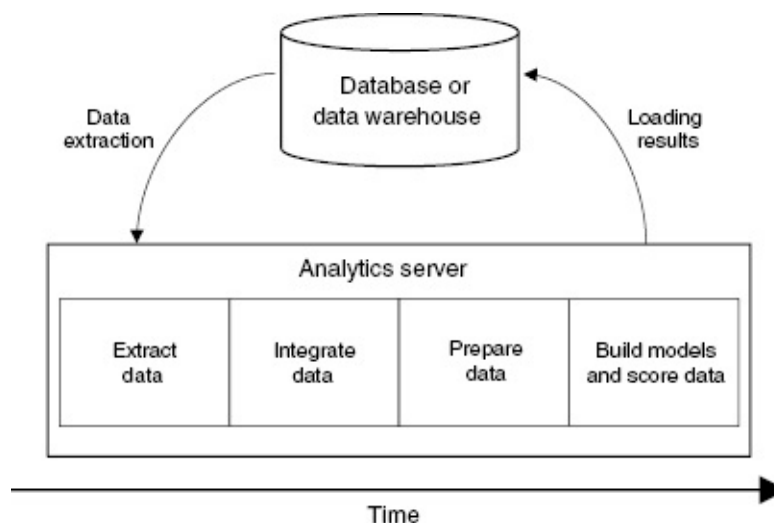 Database or
data warehouse
Data
extraction
Loading
results
Analytics server
Extract
data
Integrate
data
Prepare
data
Build models
and score data
Time